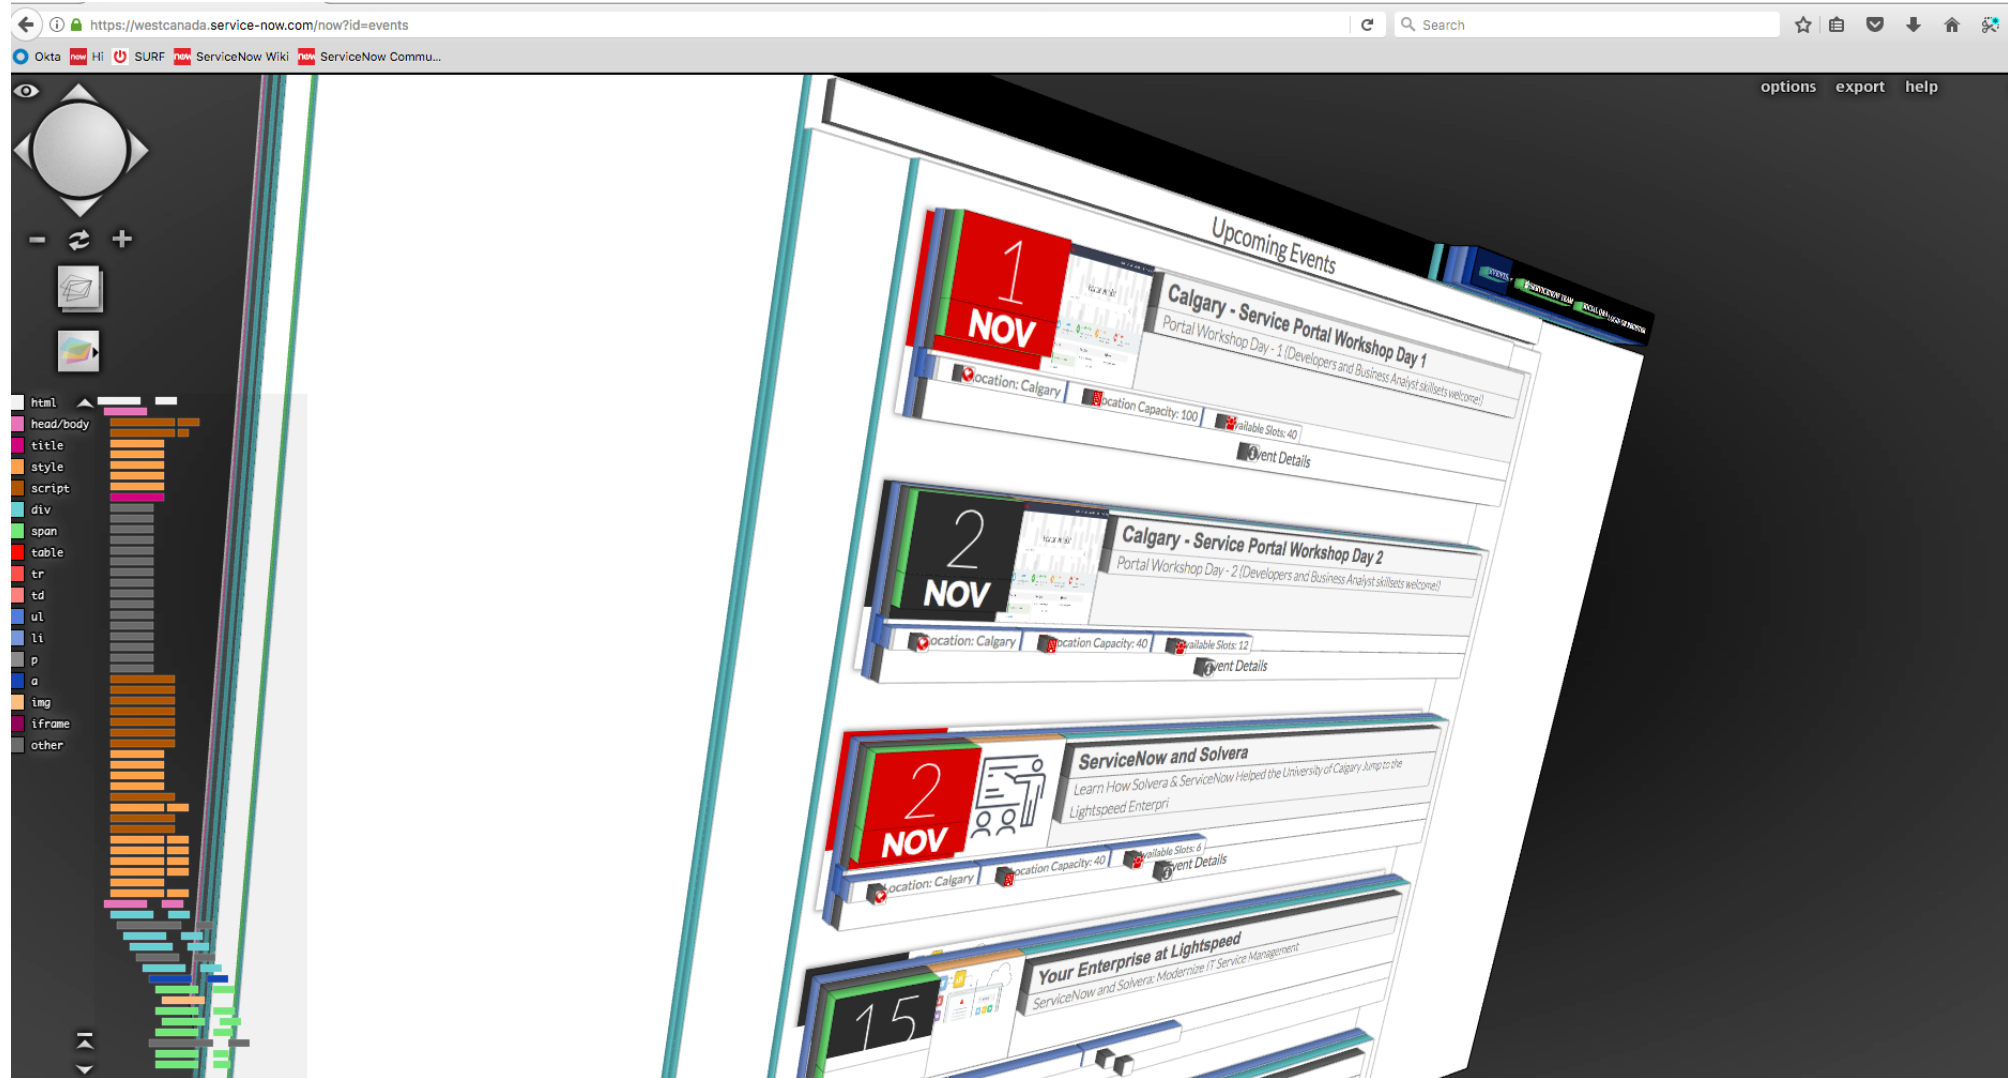 https://westcanada.service-now.com/now?id=events
Search
Okta
now Hi
SURF
now ServiceNow Wiki
now ServiceNow Commu...
options export help
html
head/body
title
style
script
div
span
table
tr
td
ul
li
p
a
img
iframe
other
EVENTS
SERVICENOW TEAM
Upcoming Events
1
NOV
Calgary - Service Portal Workshop Day 1
Portal Workshop Day - 1 (Developers and Business Analyst skillsets welcome!)
ocation: Calgary
ocation Capacity: 100
vailable Slots: 40
vent Details
2
NOV
Calgary - Service Portal Workshop Day 2
Portal Workshop Day - 2 (Developers and Business Analyst skillsets welcome!)
ocation: Calgary
ocation Capacity: 40
vailable Slots: 12
vent Details
2
NOV
ServiceNow and Solvera
Learn How Solvera & ServiceNow Helped the University of Calgary Jump to the
Lightspeed Enterpri
ocation: Calgary
ocation Capacity: 40
vailable Slots: 6
vent Details
15
Your Enterprise at Lightspeed
ServiceNow and Solvera: Modernize IT Service Management